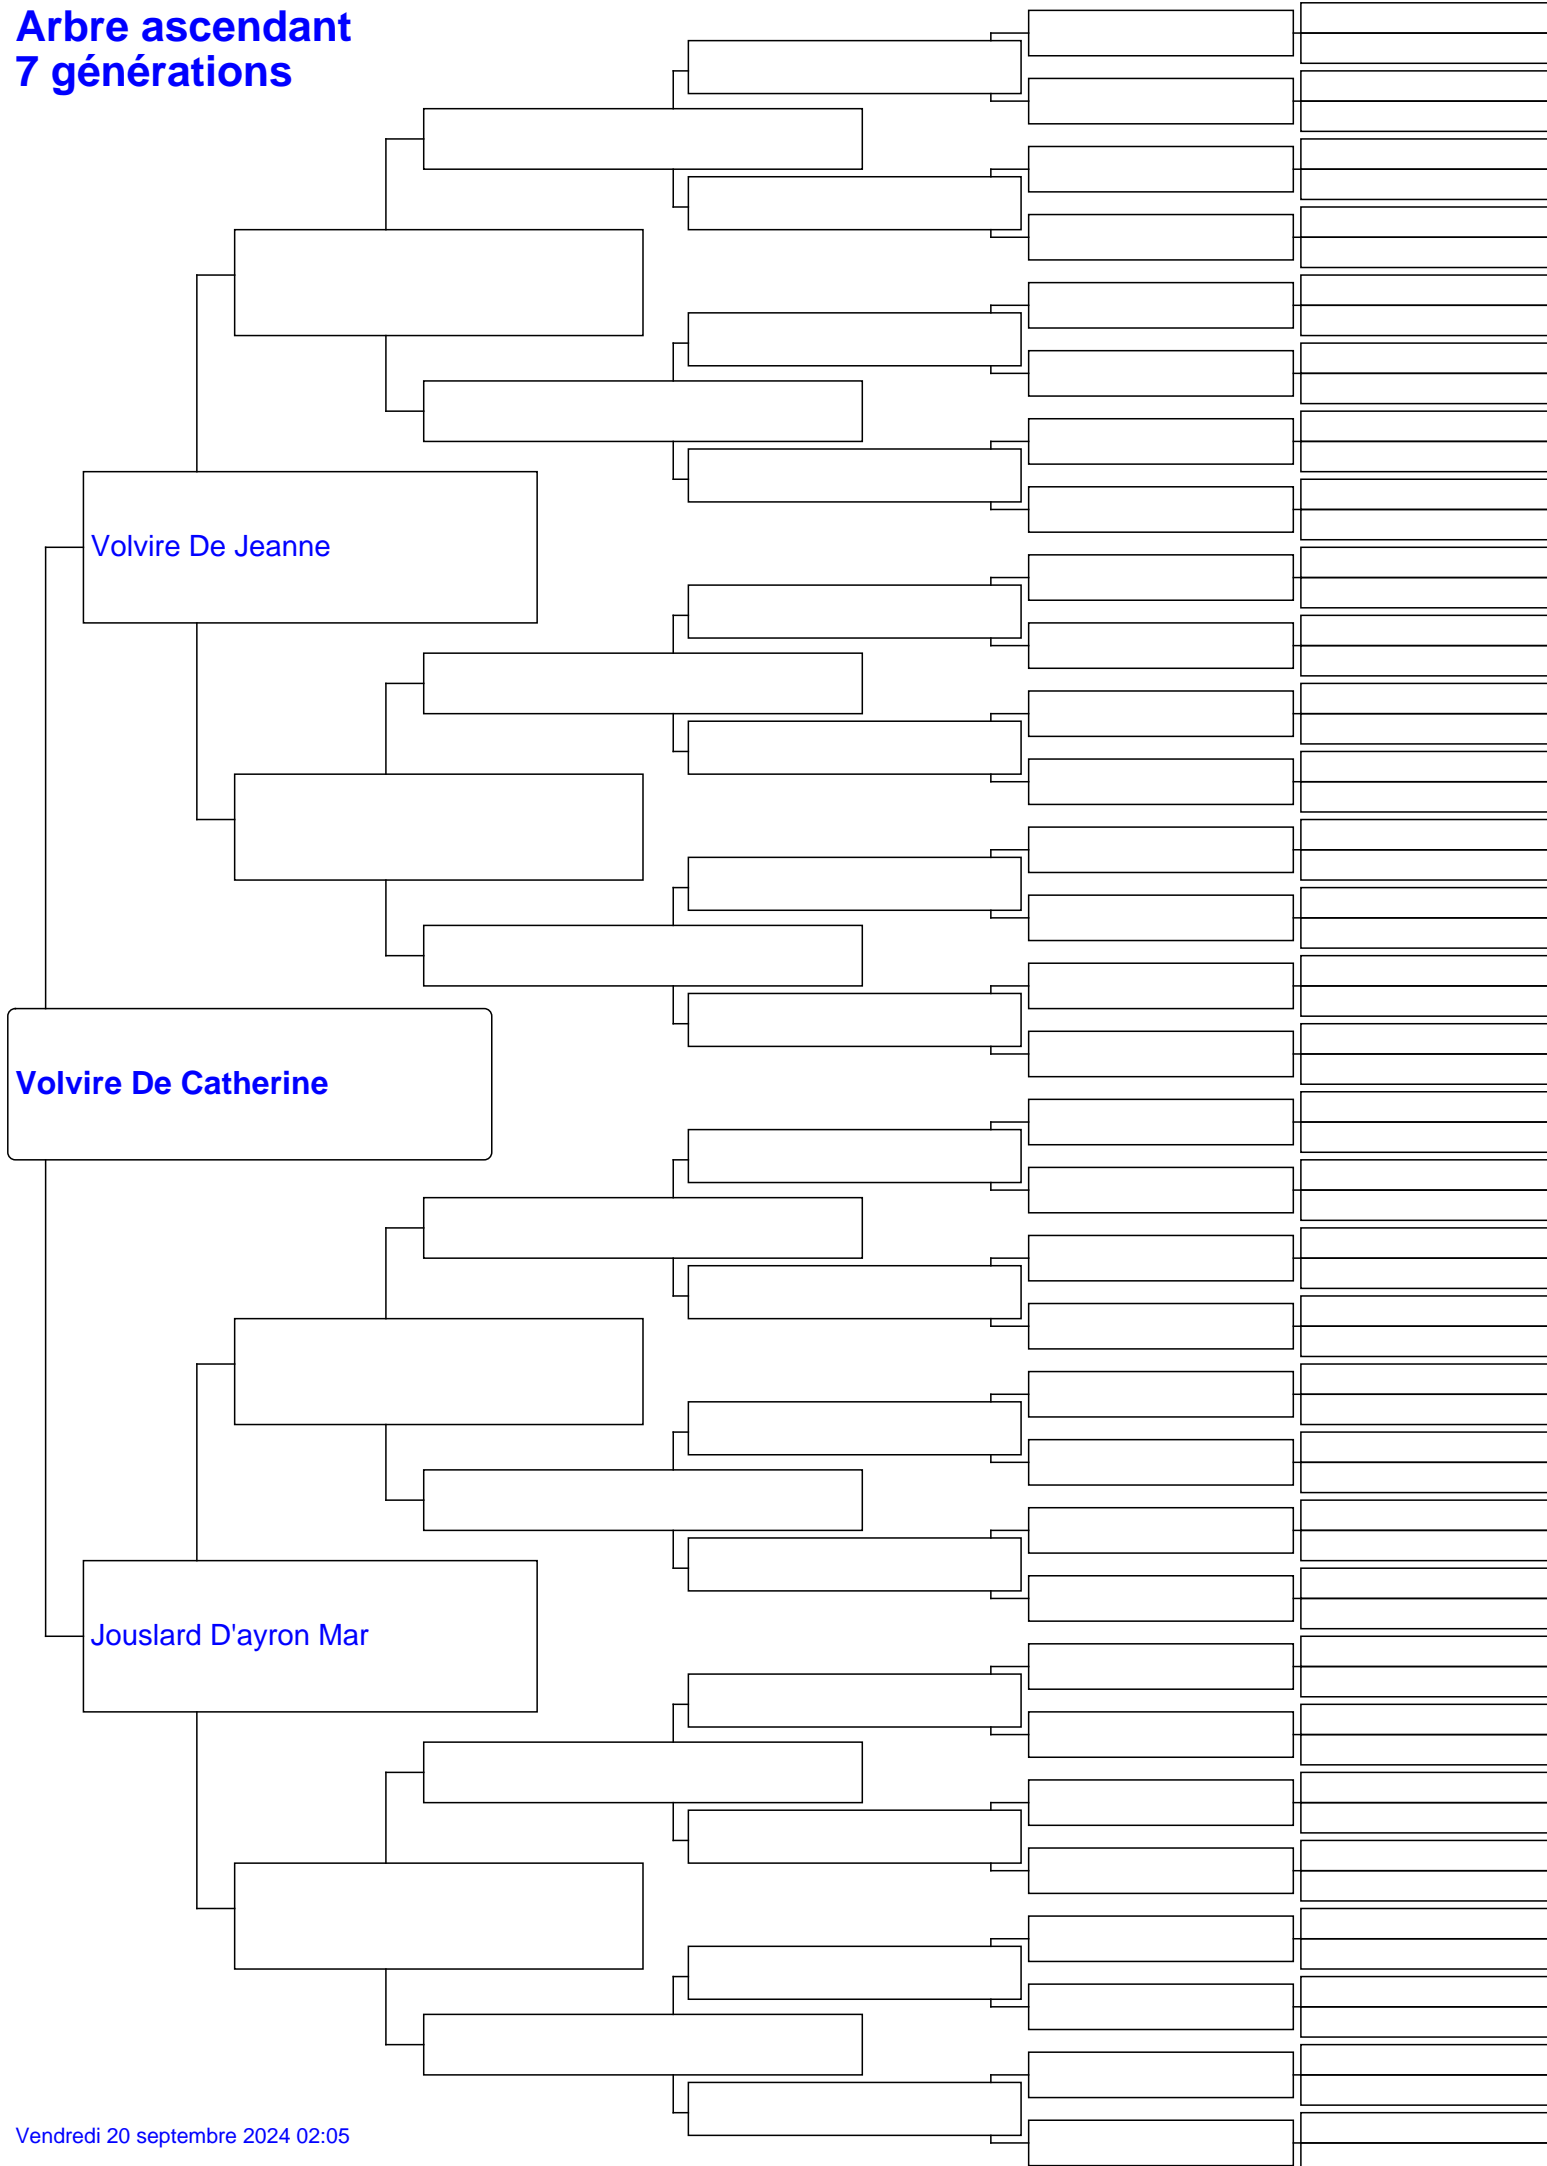 Arbre ascendant
7 générations
Volvire De Jeanne
Volvire De Catherine
Jouslard D'ayron Mar
Vendredi 20 septembre 2024 02:05